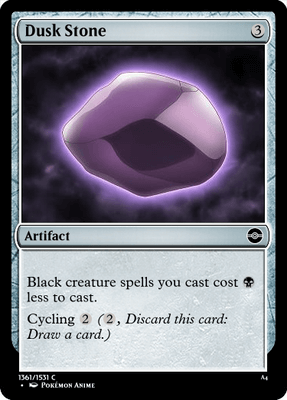 Dusk Stone 3
Artifact
Black creature spells you cast cost
less to cast.
Cycling 2 (2, Discard this card:
Draw a card.)
1361/1531 C A4
• Pokémon Anime